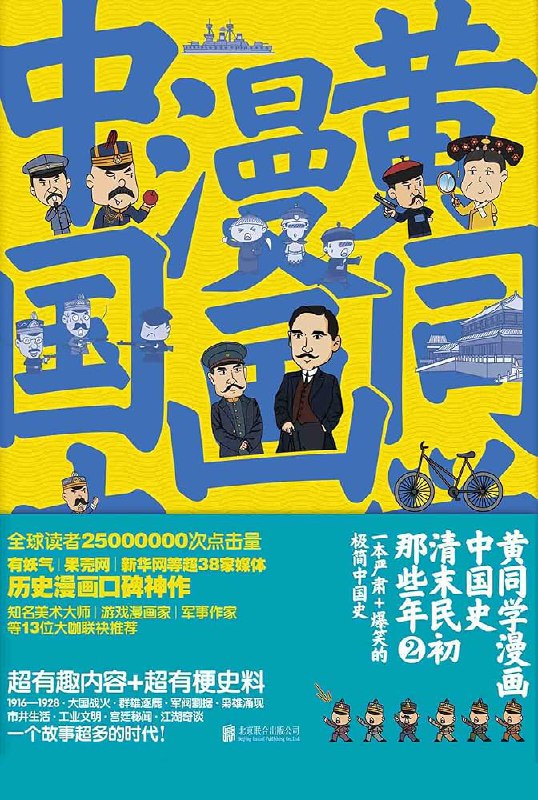 黄同
漫画
中国
全球读者25000000次点击量
有妖气|果壳网|新华网等超38家媒体
历史漫画口碑神作
知名美术大师|游戏漫画家|军事作家
等13位大咖联袂推荐
超有趣内容+超有梗史料
1916—1928·大国战火·群雄逐鹿·军阀割据·枭雄涌现
市井生活·工业文明·宫廷秘闻·江湖奇谈
一个故事超多的时代!
黄同学漫画
中国史
清末民初
那些年②
一本严肃+爆笑的
极简中国史
北京联合出版公司
Beijing United Publishing Co.,Ltd.